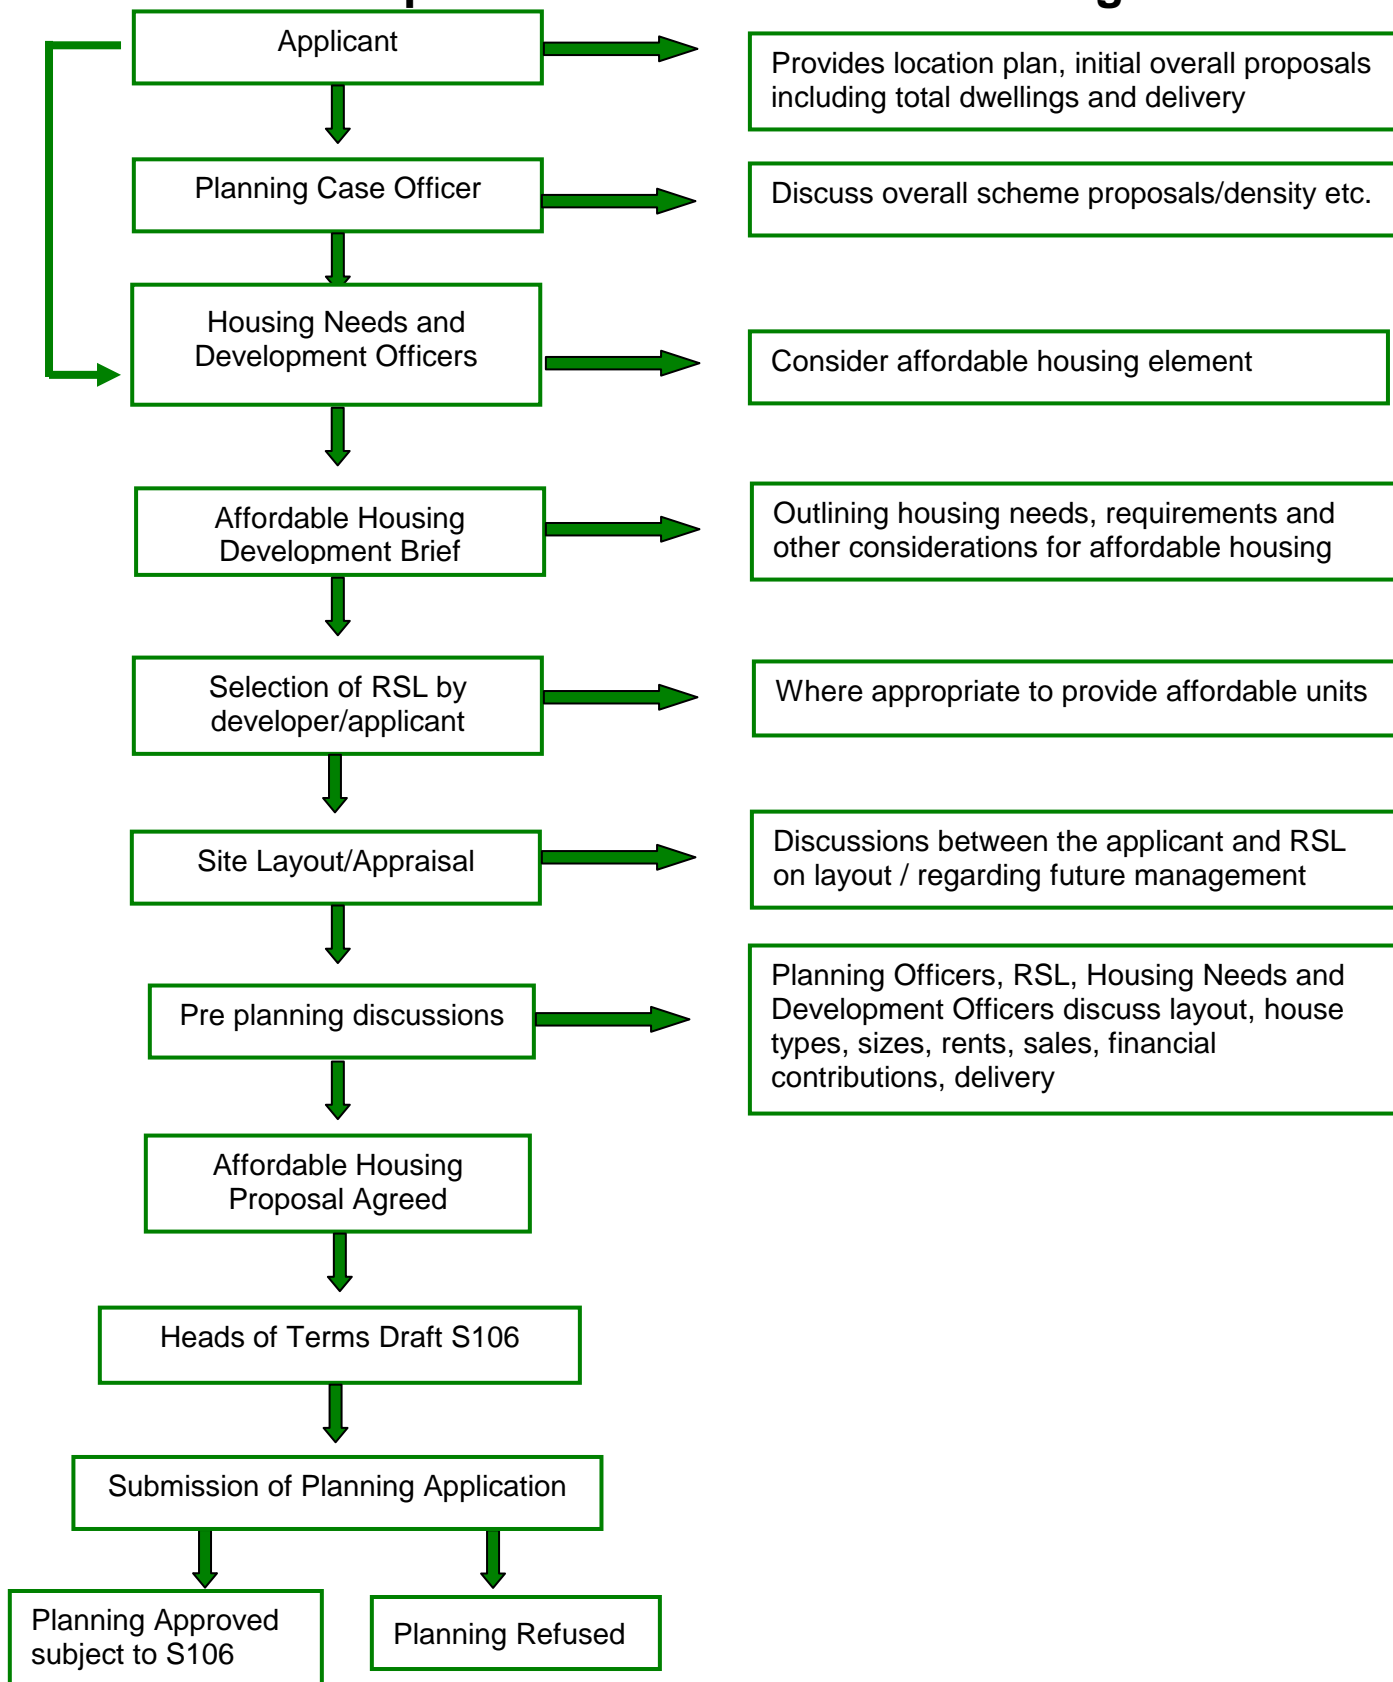 Applicant
Provides location plan, initial overall proposals
including total dwellings and delivery
Planning Case Officer
Discuss overall scheme proposals/density etc.
Housing Needs and
Development Officers
Consider affordable housing element
Affordable Housing
Development Brief
Outlining housing needs, requirements and
other considerations for affordable housing
Selection of RSL by
developer/applicant
Where appropriate to provide affordable units
Site Layout/Appraisal
Discussions between the applicant and RSL
on layout / regarding future management
Pre planning discussions
Planning Officers, RSL, Housing Needs and
Development Officers discuss layout, house
types, sizes, rents, sales, financial
contributions, delivery
Affordable Housing
Proposal Agreed
Heads of Terms Draft S106
Submission of Planning Application
Planning Approved
subject to S106
Planning Refused